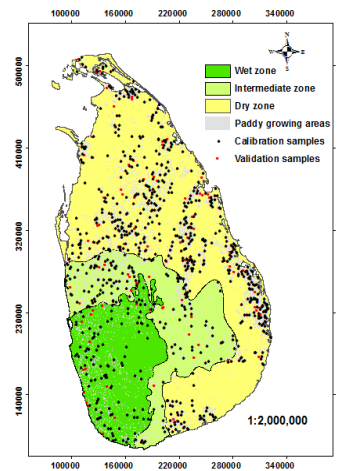 100000 160000 220000 280000 340000
N
W E
S
500000
410000
320000
230000
140000
Wet zone
Intermediate zone
Dry zone
Paddy growing areas
Calibration samples
Validation samples
1:2,000,000
100000 160000 220000 280000 340000